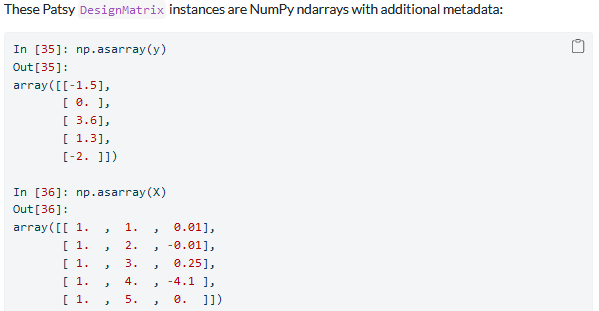 These Patsy DesignMatrix instances are NumPy ndarrays with additional metadata:
In [35]: np.asarray(y)
Out[35]:
array([[-1.5],
       [ 0. ],
       [ 3.6],
       [ 1.3],
       [-2. ]])
In [36]: np.asarray(X)
Out[36]:
array([[ 1.  ,  1.  ,  0.01],
       [ 1.  ,  2.  , -0.01],
       [ 1.  ,  3.  ,  0.25],
       [ 1.  ,  4.  , -4.1 ],
       [ 1.  ,  5.  ,  0.  ]])